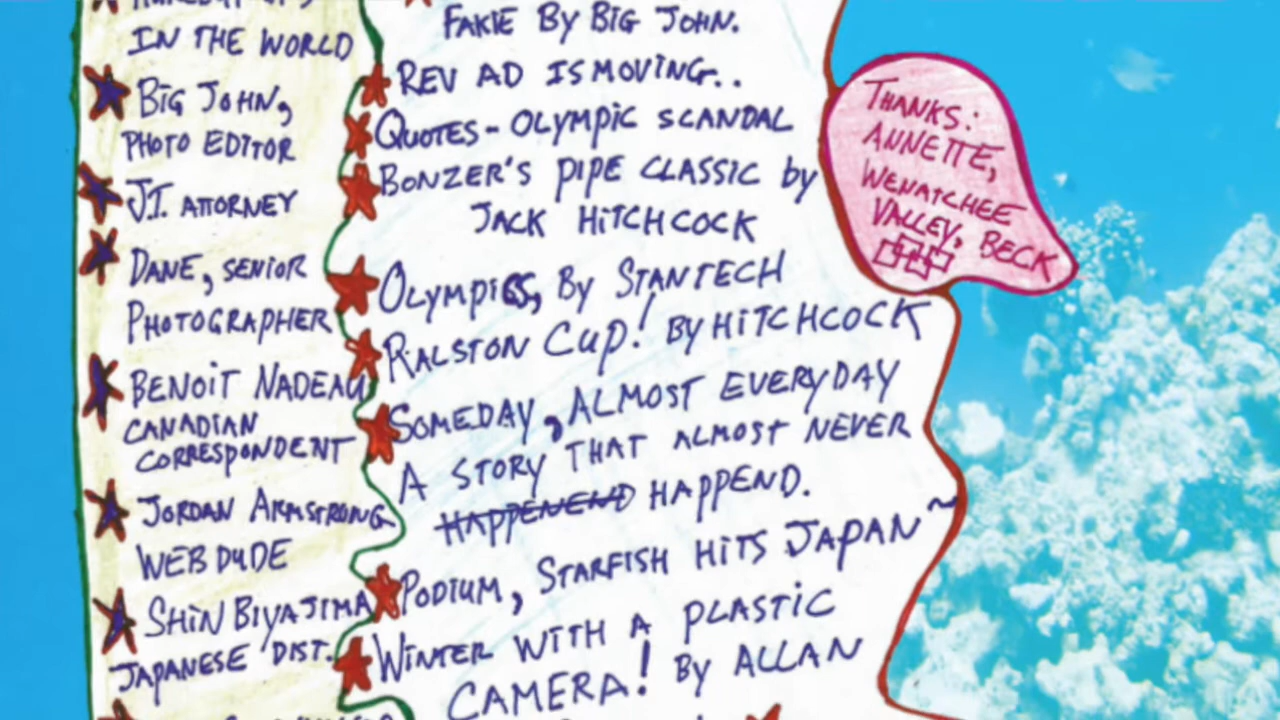 IN THE WORLD
BIG JOHN,
PHOTO EDITOR
J.I. ATTORNEY
DANE, SENIOR
PHOTOGRAPHER
BENOIT NADEAU
CANADIAN
CORRESPONDENT
JORDAN ARMSTRONG
WEB DUDE
SHIN BIYAJIMA
JAPANESE DIST.
FAKIE BY BIG JOHN.
REV AD IS MOVING..
QUOTES - OLYMPIC SCANDAL
BONZER'S PIPE CLASSIC by
JACK HITCHCOCK
OLYMPICS, By STANTECH
RALSTON CUP! BY HITCHCOCK
SOMEDAY, ALMOST EVERYDAY
A STORY THAT ALMOST NEVER
HAPPEND.
PODIUM, STARFISH HITS JAPAN ~
WINTER WITH A PLASTIC
CAMERA! BY ALLAN
THANKS:
ANNETTE,
WENATCHEE
VALLEY, BECK